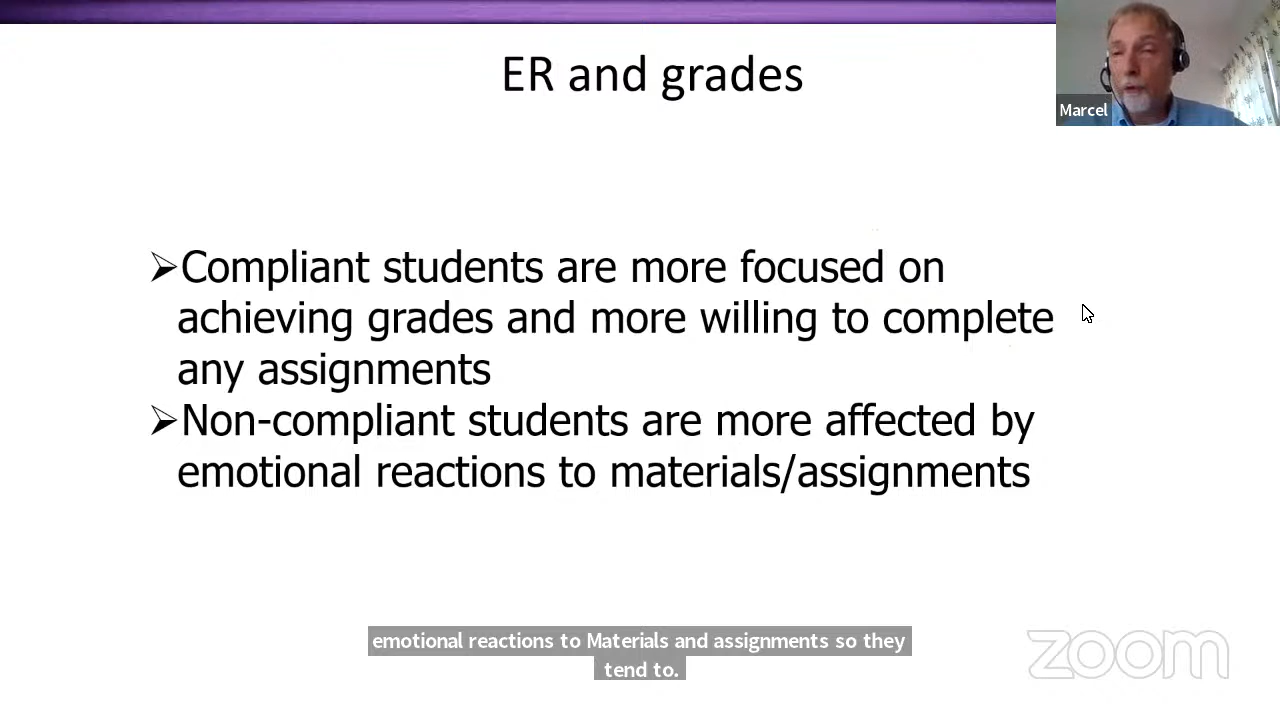 ER and grades
Marcel
➢Compliant students are more focused on
achieving grades and more willing to complete
any assignments
➢Non-compliant students are more affected by
emotional reactions to materials/assignments
emotional reactions to Materials and assignments so they
tend to.
zoom